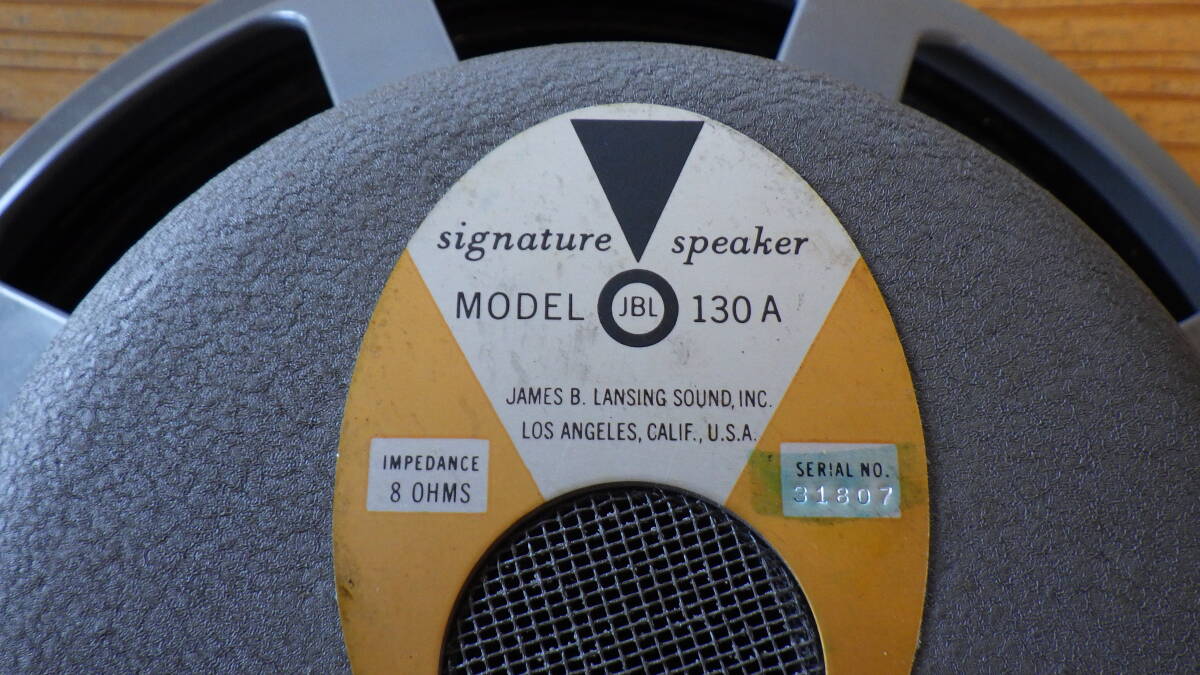 signature speaker
MODEL JBL 130 A
JAMES B. LANSING SOUND, INC.
LOS ANGELES, CALIF., U.S.A.
IMPEDANCE
8 OHMS
SERIAL NO.
31807